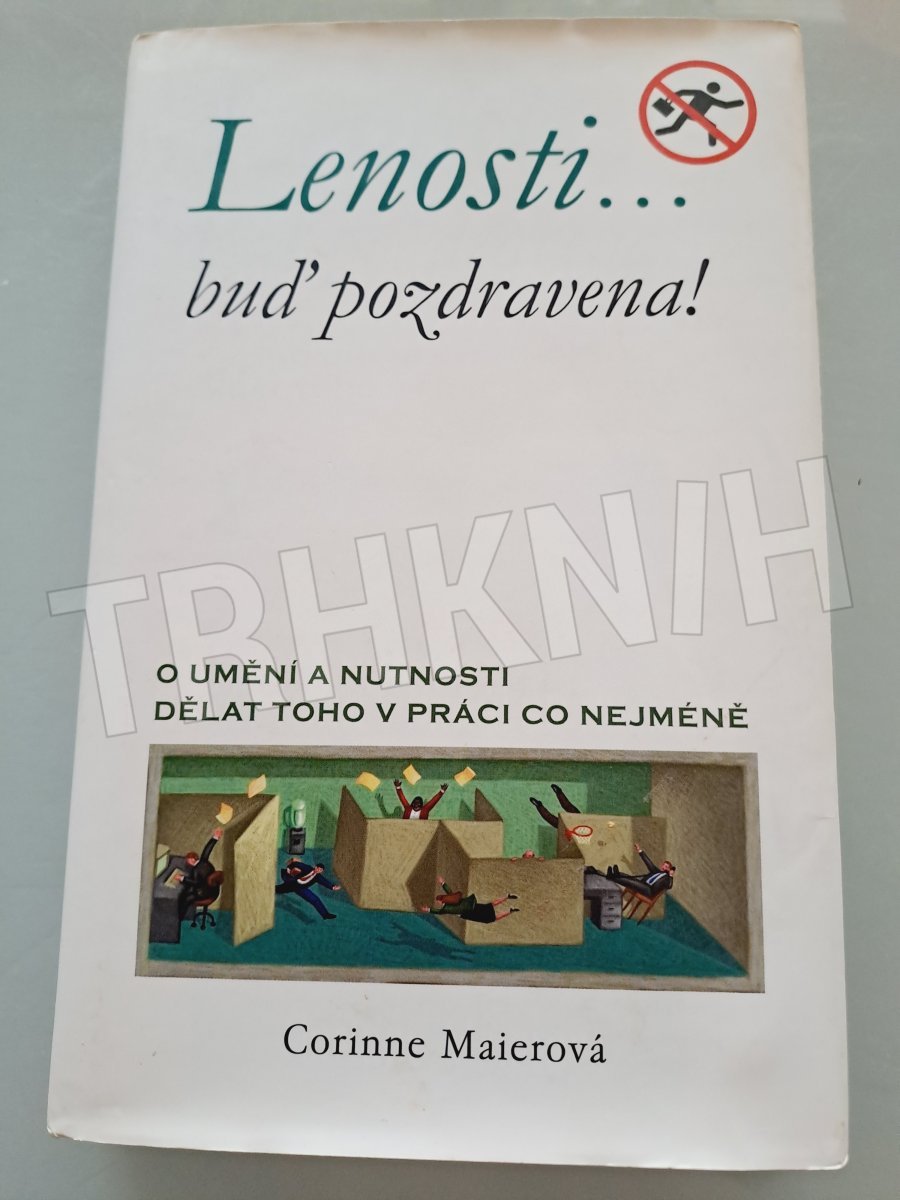 Lenosti...
buď pozdravena!
TRHKNIH
O UMĚNÍ A NUTNOSTI
DĚLAT TOHO V PRÁCI CO NEJMÉNĚ
Corinne Maierová